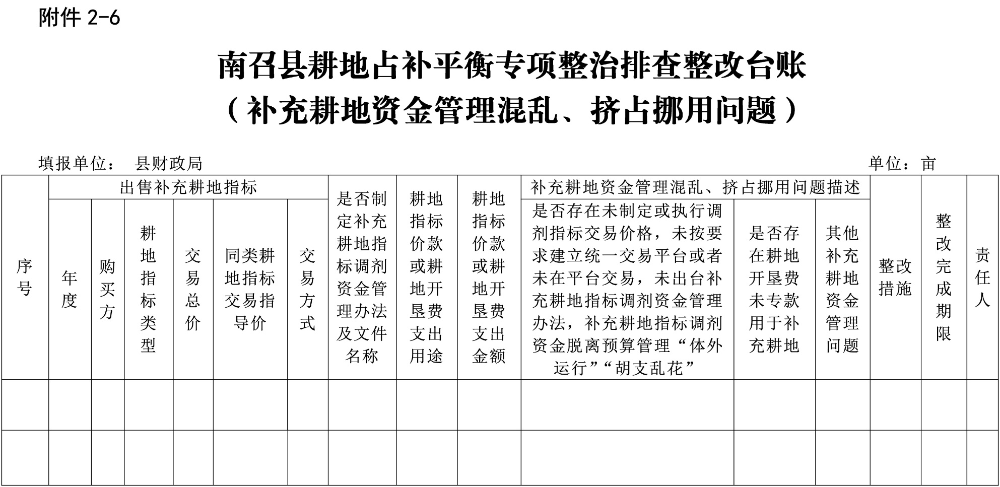 附件 2-6
南召县耕地占补平衡专项整治排查整改台账
（补充耕地资金管理混乱、挤占挪用问题）
填报单位： 县财政局
单位：亩
序
号
出售补充耕地指标
年
度
购
买
方
耕
地
指
标
类
型
交
易
总
价
同类耕
地指标
交易指
导价
交
易
方
式
是否制
定补充
耕地指
标调剂
资金管
理办法
及文件
名称
耕地
指标
价款
或耕
地开
垦费
支出
用途
耕地
指标
价款
或耕
地开
垦费
支出
金额
补充耕地资金管理混乱、挤占挪用问题描述
是否存在未制定或执行调
剂指标交易价格，未按要
求建立统一交易平台或者
未在平台交易，未出台补
充耕地指标调剂资金管理
办法，补充耕地指标调剂
资金脱离预算管理“体外
运行”“胡支乱花”
是否存
在耕地
开垦费
未专款
用于补
充耕地
其他
补充
耕地
资金
管理
问题
整改
措施
整
改
完
成
期
限
责
任
人